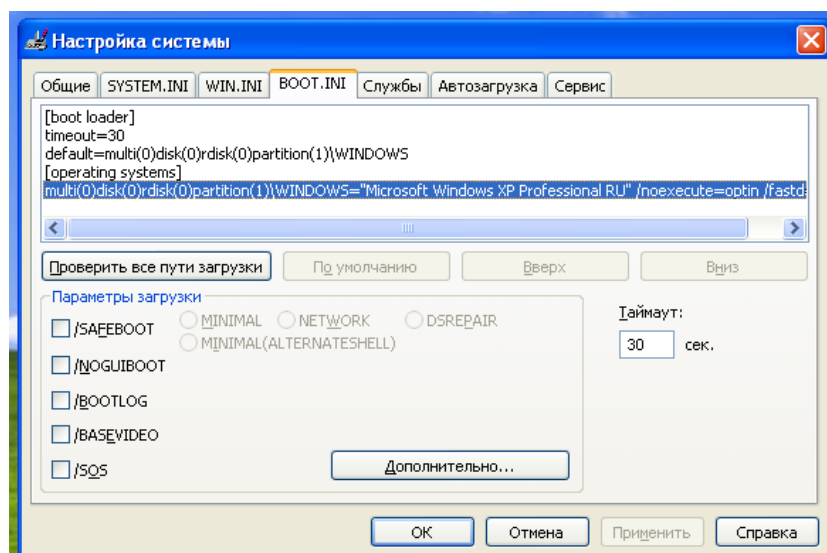 Настройка системы
Общие SYSTEM.INI WIN.INI BOOT.INI Службы Автозагрузка Сервис
[boot loader]
timeout=30
default=multi(0)disk(0)rdisk(0)partition(1)\WINDOWS
[operating systems]
multi(0)disk(0)rdisk(0)partition(1)\WINDOWS="Microsoft Windows XP Professional RU" /noexecute=optin /fastd
Проверить все пути загрузки По умолчанию Вверх Вниз
Параметры загрузки
/SAFEBOOT MINIMAL NETWORK DSREPAIR
MINIMAL(ALTERNATESHELL)
/NOGUIBOOT
/BOOTLOG
/BASEVIDEO
/SOS
Дополнительно...
Таймаут:
30 сек.
ОК Отмена Применить Справка